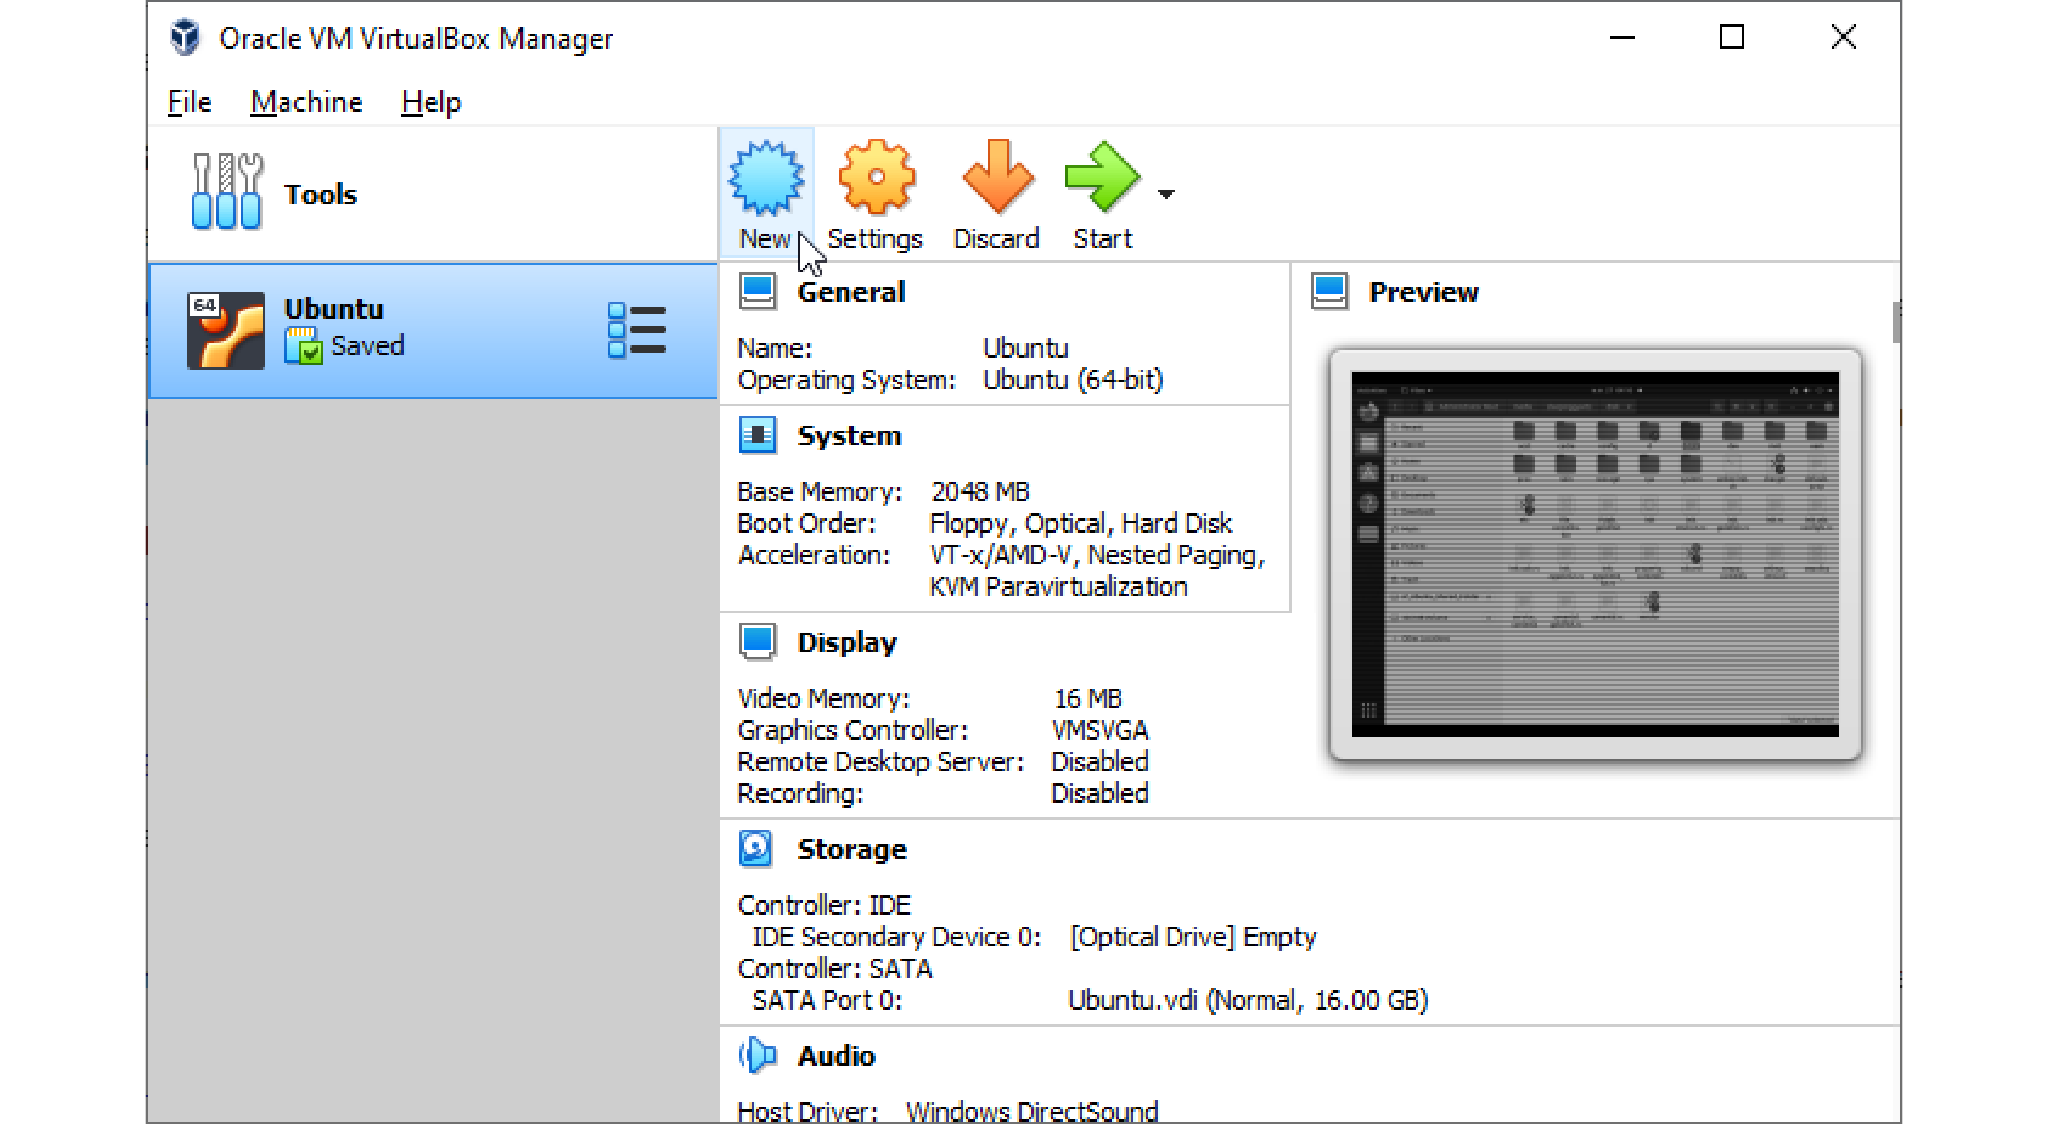 Oracle VM VirtualBox Manager
File Machine Help
Tools
New Settings Discard Start
64
Ubuntu
Saved
General
Name: Ubuntu
Operating System: Ubuntu (64-bit)
Preview
System
Base Memory: 2048 MB
Boot Order: Floppy, Optical, Hard Disk
Acceleration: VT-x/AMD-V, Nested Paging,
KVM Paravirtualization
Display
Video Memory: 16 MB
Graphics Controller: VMSVGA
Remote Desktop Server: Disabled
Recording: Disabled
Storage
Controller: IDE
IDE Secondary Device 0: [Optical Drive] Empty
Controller: SATA
SATA Port 0: Ubuntu.vdi (Normal, 16.00 GB)
Audio
Host Driver: Windows DirectSound